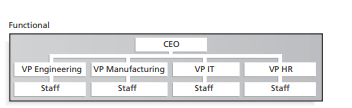 Functional
CEO
VP Engineering VP Manufacturing VP IT VP HR
Staff Staff Staff Staff